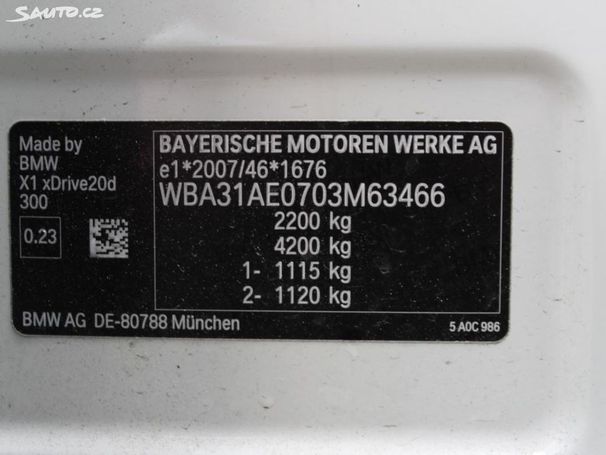 Sauto.cz
Made by
BMW
X1 xDrive20d
300
0.23
BAYERISCHE MOTOREN WERKE AG
e1*2007/46*1676
WBA31AE0703M63466
2200 kg
4200 kg
1- 1115 kg
2- 1120 kg
BMW AG DE-80788 München
5 A0C 986